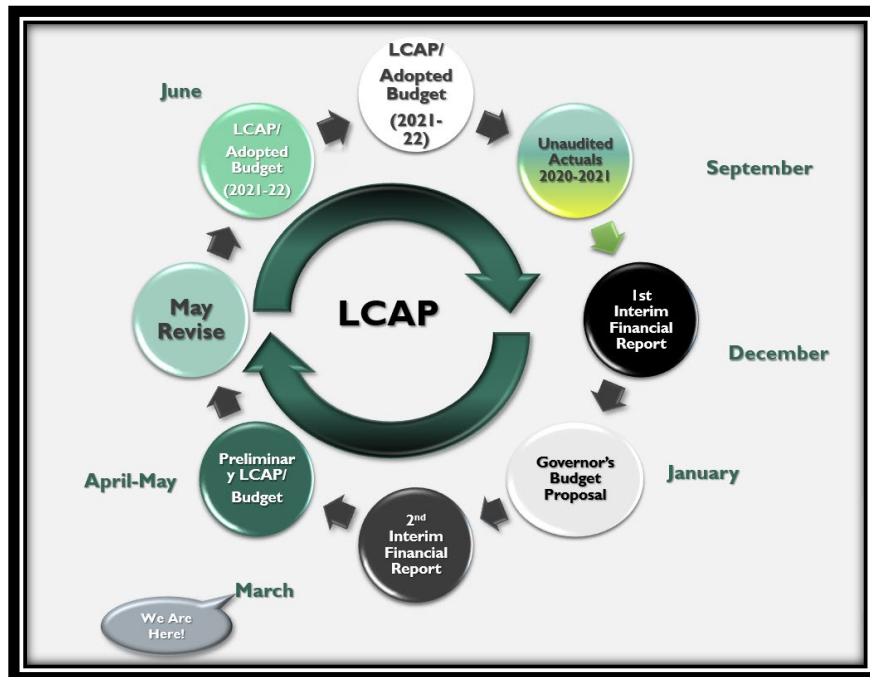 LCAP/
Adopted
Budget
(2021-
22)
June
LCAP/
Adopted
Budget
(2021-22)
Unaudited
Actuals
2020-2021
September
May
Revise
LCAP
1st
Interim
Financial
Report
December
April-May
Preliminar
y LCAP/
Budget
Governor's
Budget
Proposal
January
2nd
Interim
Financial
Report
March
We Are
Here!